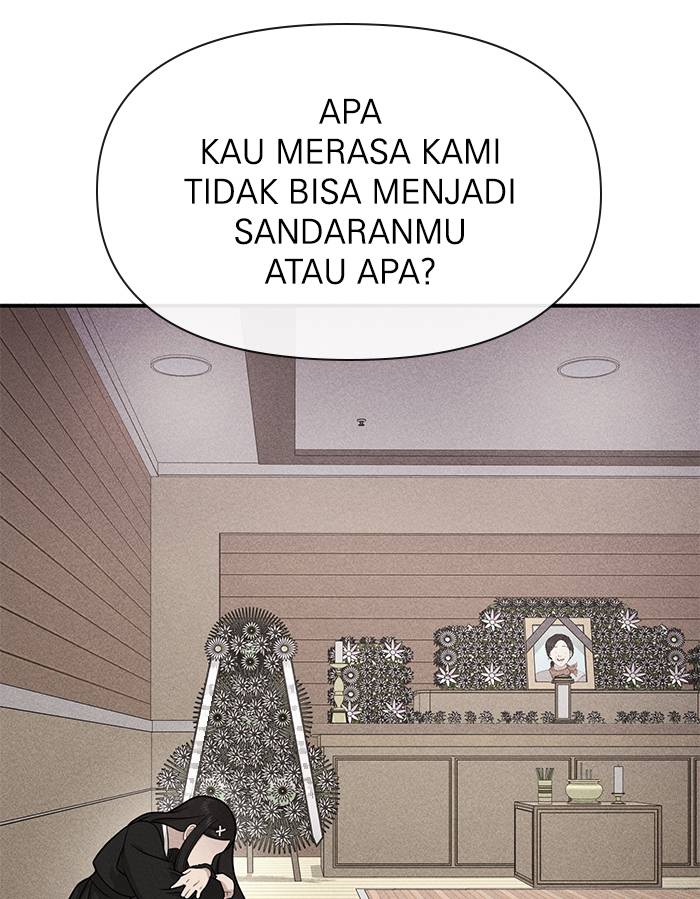 APA
KAU MERASA KAMI
TIDAK BISA MENJADI
SANDARANMU
ATAU APA?